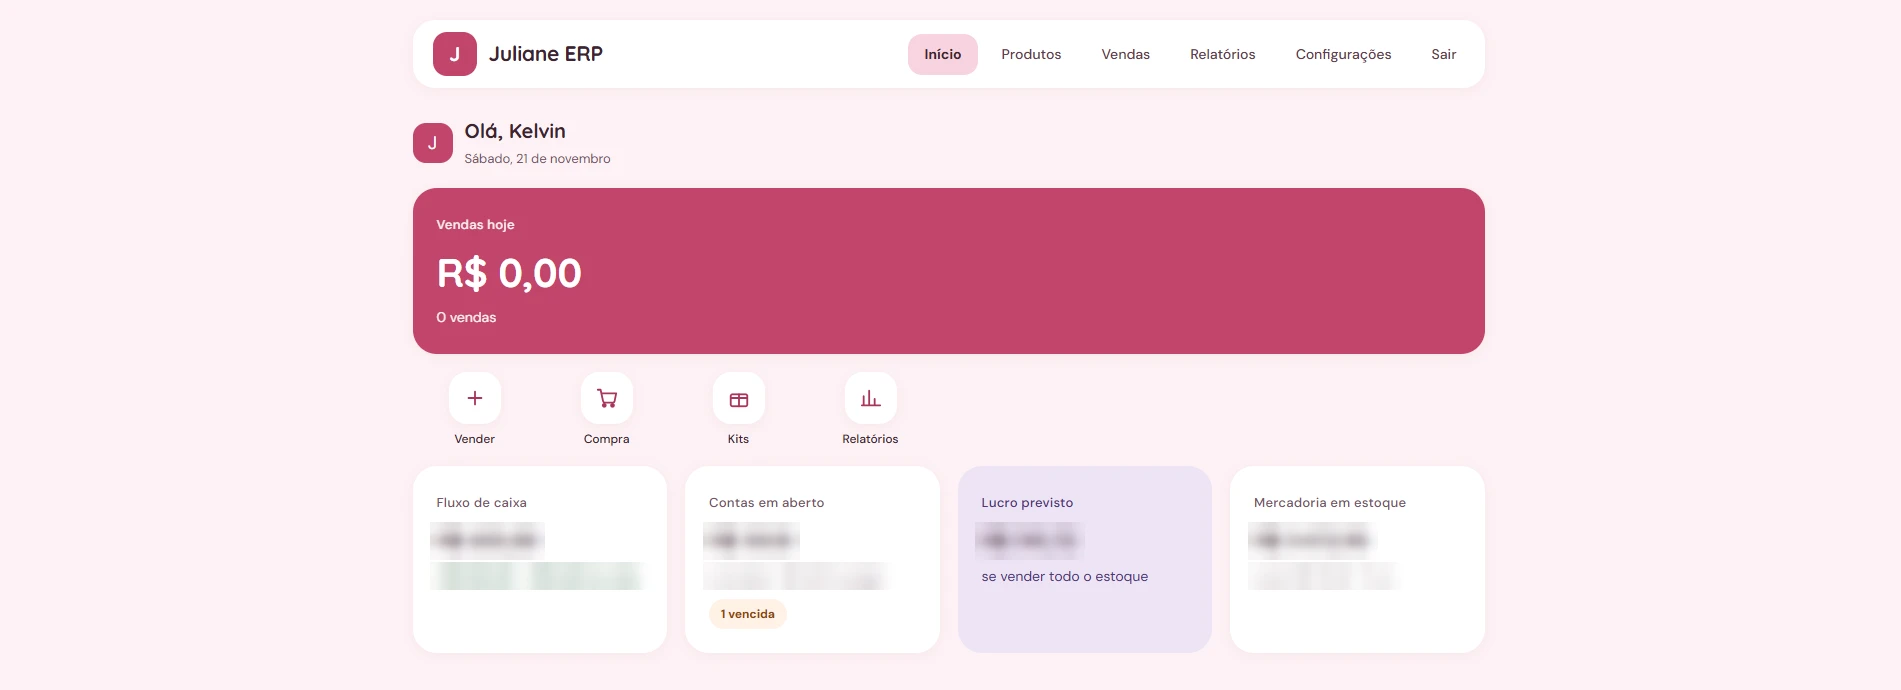 J Juliane ERP Início Produtos Vendas Relatórios Configurações Sair
J
Olá, Kelvin
Sábado, 21 de novembro
Vendas hoje
R$ 0,00
0 vendas
Vender Compra Kits Relatórios
Fluxo de caixa
Contas em aberto
1 vencida
Lucro previsto
se vender todo o estoque
Mercadoria em estoque